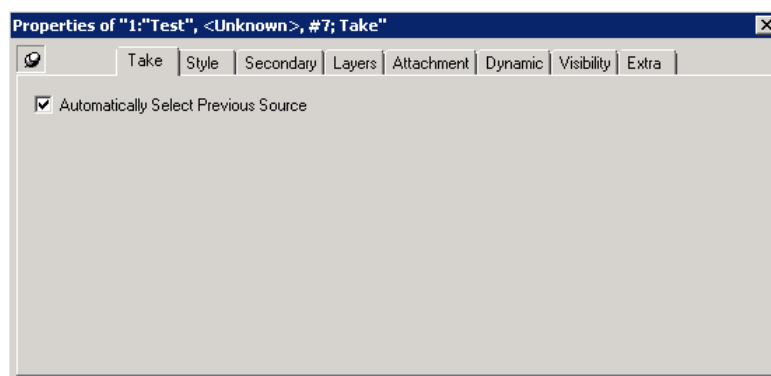 Properties of "1:"Test", <Unknown>, #7; Take"
Take Style Secondary Layers Attachment Dynamic Visibility Extra
Automatically Select Previous Source